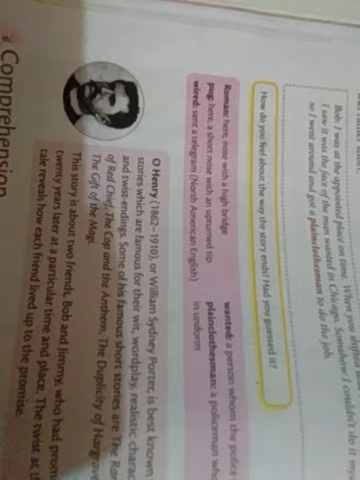 Bob: I was at the appointed place on time. When you
I saw it was the face of the man wanted in Chicago. Somehow I couldn't do it my
so I went around and got a plainclothesman to do the job.
How do you feel about the way the story ends? Had you guessed it?
Roman: here, nose with a high bridge
pug: here, a short nose with an upturned tip
wired: sent a telegram (North American English)
wanted: a person whom the police
plainclothesman: a policeman wh
in uniform
O Henry (1862–1910), or William Sydney Porter, is best known
stories which are famous for their wit, wordplay, realistic charac
and twist-endings. Some of his famous short stories are The Ran
of Red Chief, The Cop and the Anthem, The Duplicity of Hargrave
The Gift of the Magi.
This story is about two friends, Bob and Jimmy, who had prom
twenty years later at a particular time and place. The twist at th
tale reveals how each friend lived up to the promise.
Comprehension